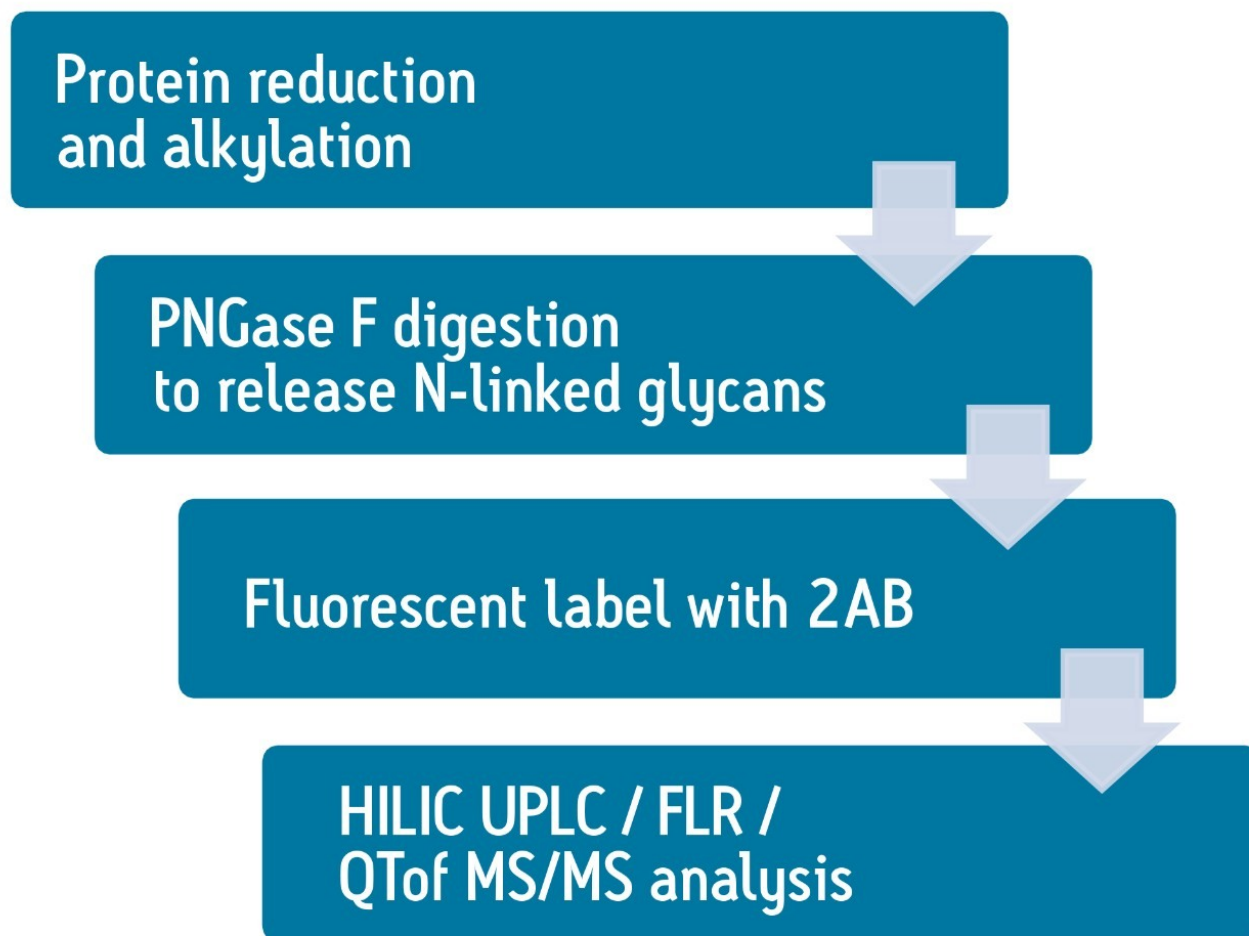 Protein reduction
and alkylation
PNGase F digestion
to release N-linked glycans
Fluorescent label with 2AB
HILIC UPLC / FLR /
QTof MS/MS analysis